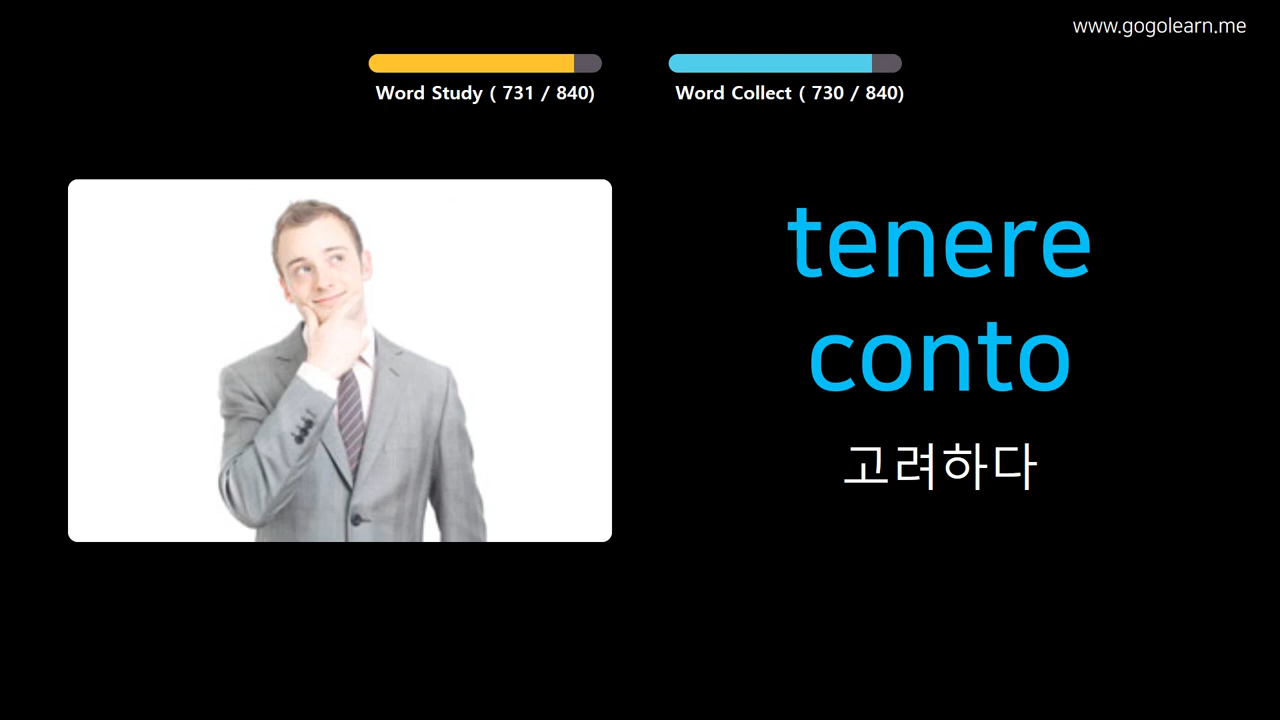 www.gogolearn.me
Word Study ( 731 / 840)
Word Collect ( 730 / 840)
tenere
conto
고려하다